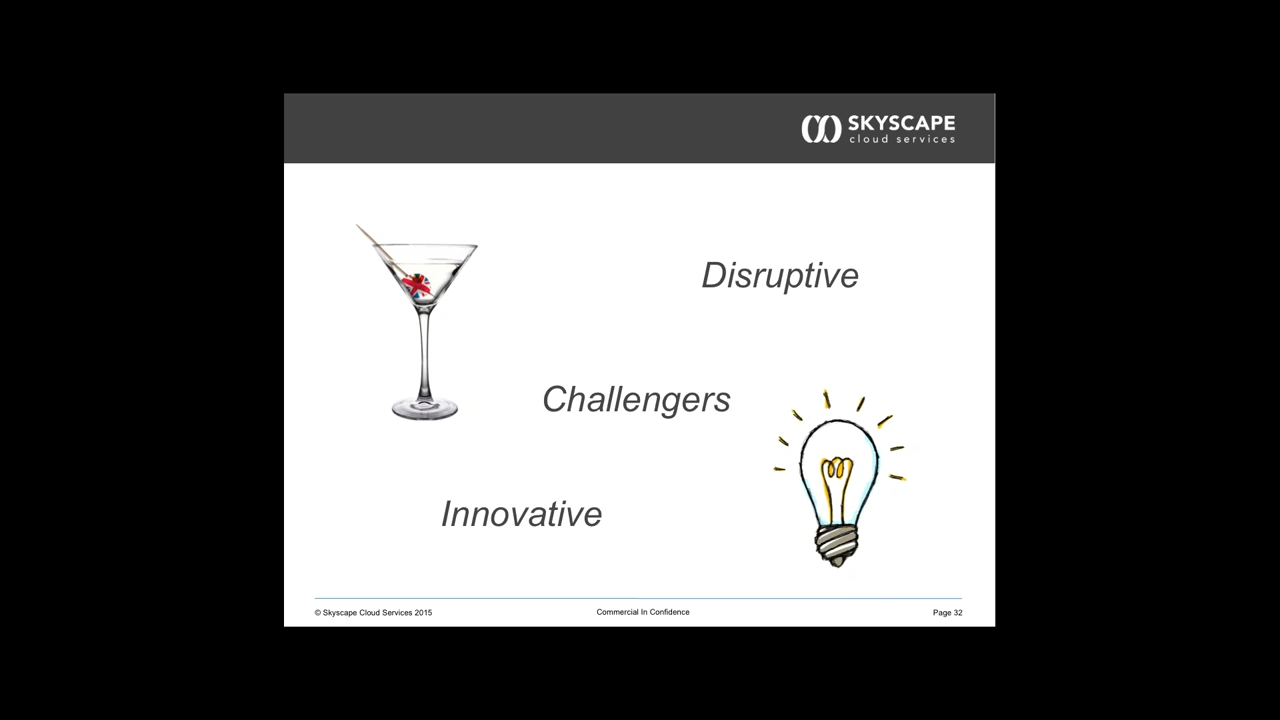 SKYSCAPE
cloud services
Disruptive
Challengers
Innovative
© Skyscape Cloud Services 2015
Commercial In Confidence
Page 32